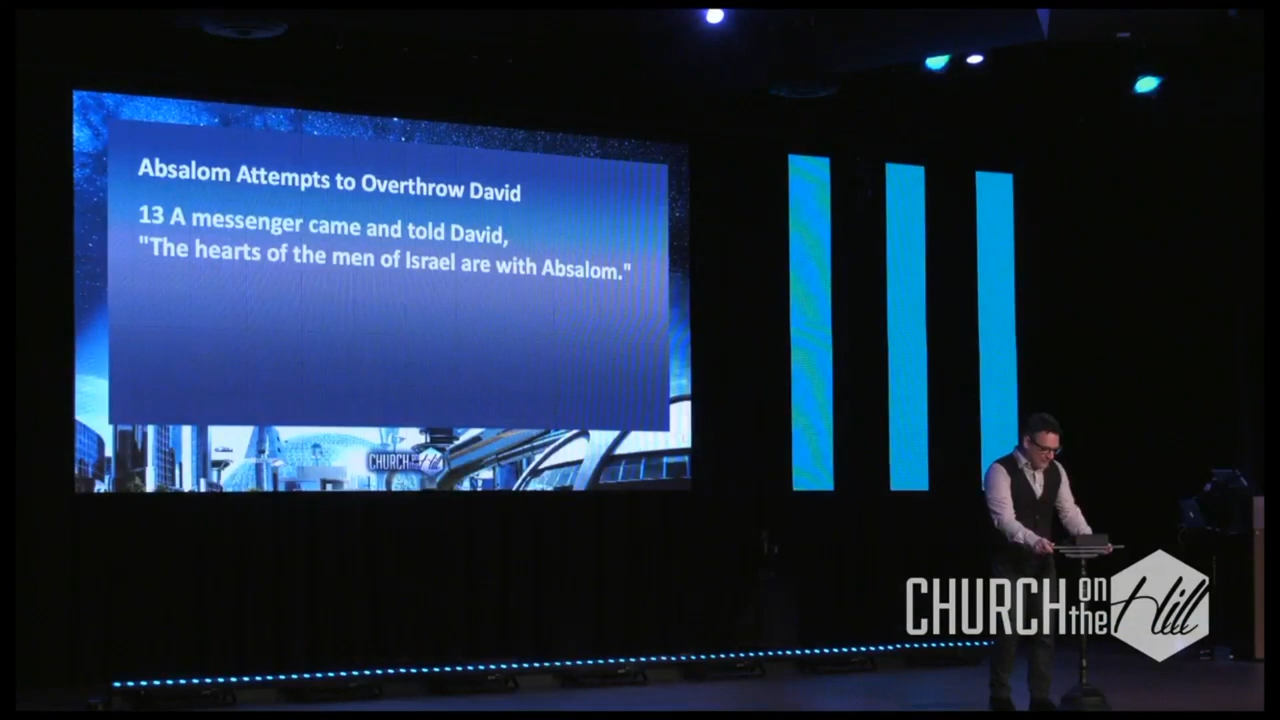 Absalom Attempts to Overthrow David
13 A messenger came and told David,
"The hearts of the men of Israel are with Absalom."
CHURCH on the Hill
CHURCH on the Hill